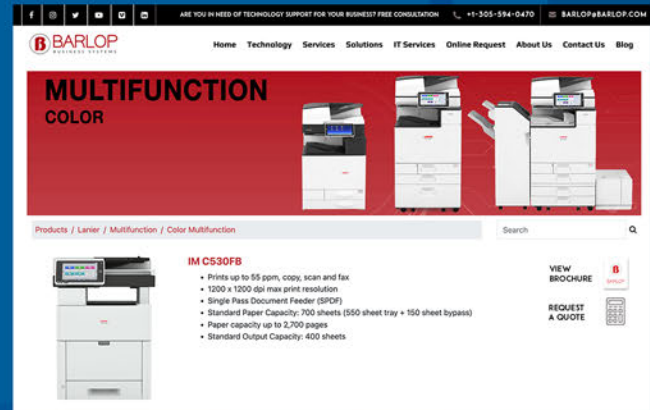 ARE YOU IN NEED OF TECHNOLOGY SUPPORT FOR YOUR BUSINESS? FREE CONSULTATION
+1-305-594-0470
BARLOP@BARLOP.COM
B BARLOP
BUSINESS SYSTEMS
Home Technology Services Solutions IT Services Online Request About Us Contact Us Blog
MULTIFUNCTION
COLOR
Products / Lanier / Multifunction / Color Multifunction
Search
IM C530FB
• Prints up to 55 ppm, copy, scan and fax
• 1200 x 1200 dpi max print resolution
• Single Pass Document Feeder (SPDF)
• Standard Paper Capacity: 700 sheets (550 sheet tray + 150 sheet bypass)
• Paper capacity up to 2,700 pages
• Standard Output Capacity: 400 sheets
VIEW
BROCHURE
B
BARLOP
REQUEST
A QUOTE